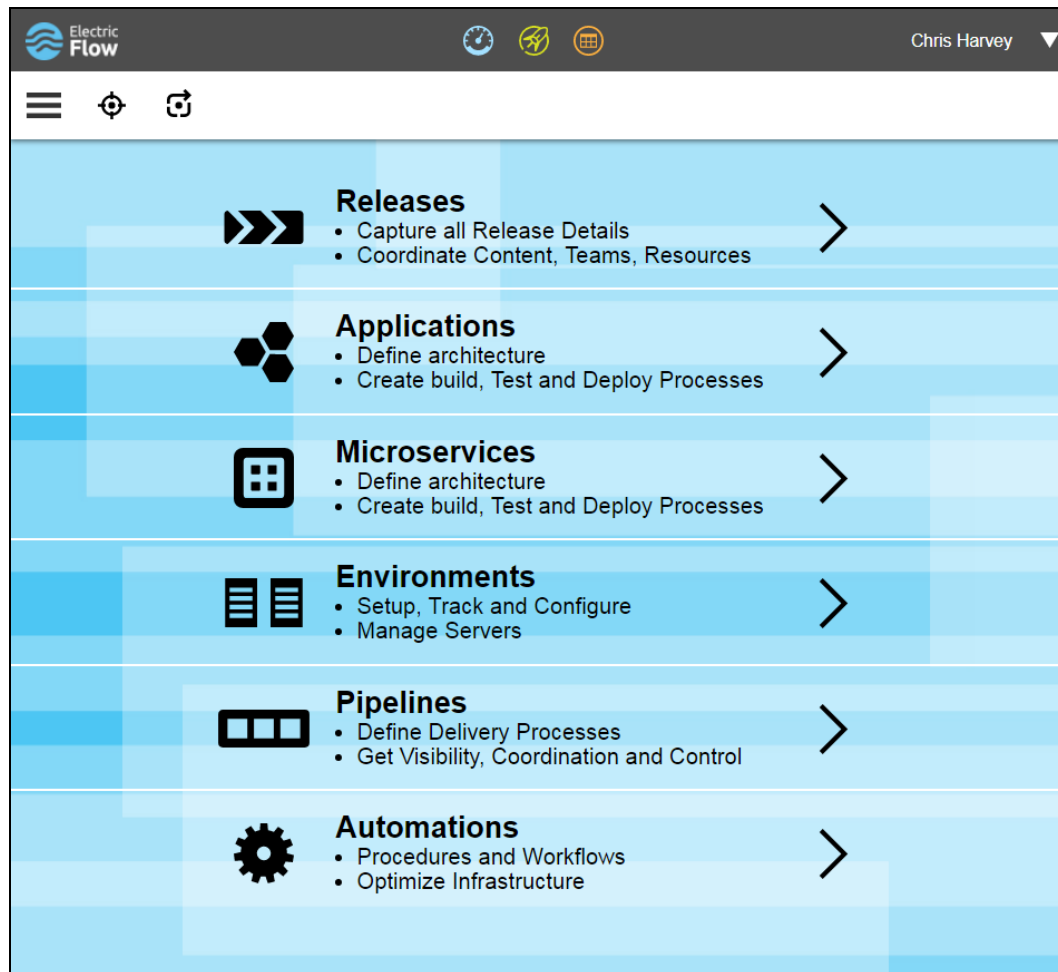 Electric
Flow
Chris Harvey
Releases
• Capture all Release Details
• Coordinate Content, Teams, Resources
Applications
• Define architecture
• Create build, Test and Deploy Processes
Microservices
• Define architecture
• Create build, Test and Deploy Processes
Environments
• Setup, Track and Configure
• Manage Servers
Pipelines
• Define Delivery Processes
• Get Visibility, Coordination and Control
Automations
• Procedures and Workflows
• Optimize Infrastructure